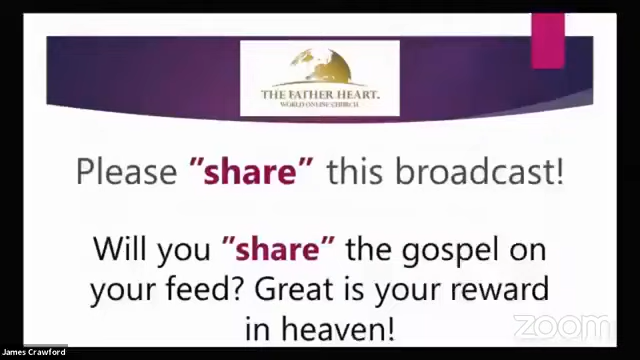 THE FATHER HEART.
WORLD ONLINE CHURCH
Please "share" this broadcast!
Will you "share" the gospel on
your feed? Great is your reward
in heaven!
zoom
James Crawford